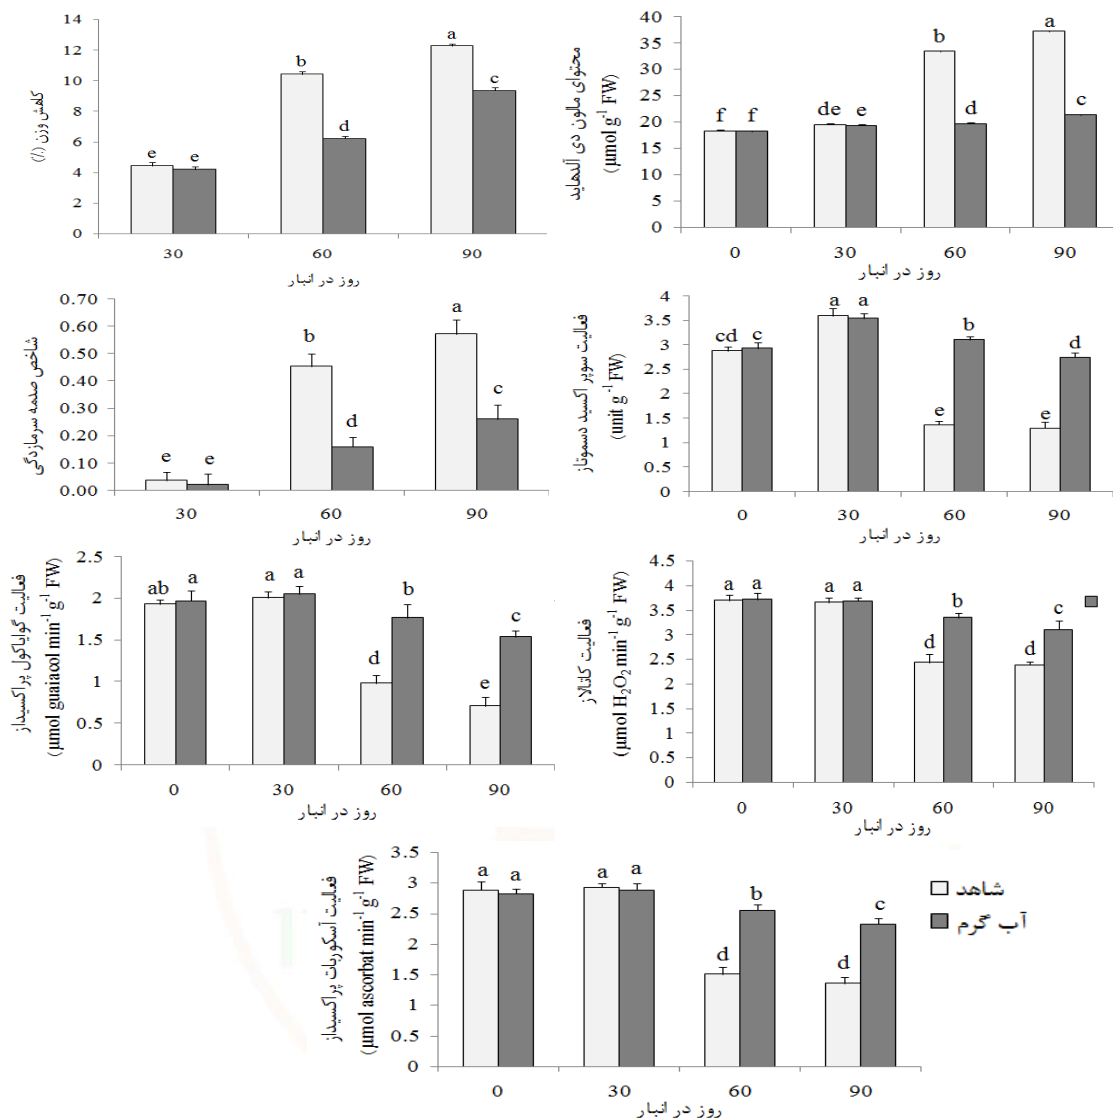 کاهش وزن (٪)
14
12
10
8
6
4
2
0
e
e
b
d
a
c
30
60
90
روز در انبار
محتوای مالون دی آلدهاید
(µmol g-1 FW)
40
35
30
25
20
15
10
5
0
f
f
de
e
b
d
a
c
0
30
60
90
روز در انبار
شاخص صدمه سرمازدگی
0.70
0.60
0.50
0.40
0.30
0.20
0.10
0.00
e
e
b
d
a
c
30
60
90
روز در انبار
فعالیت سوپر اکسید دسموتاز
(unit g-1 FW)
4
3.5
3
2.5
2
1.5
1
0.5
0
cd
c
a
a
e
b
e
d
0
30
60
90
روز در انبار
فعالیت گوایاکول پراکسیداز
(µmol guaiacol min-1 g-1 FW)
2.5
2
1.5
1
0.5
0
ab
a
a
a
d
b
e
c
0
30
60
90
روز در انبار
فعالیت کاتالاز
(µmol H2O2 min-1 g-1 FW)
4.5
4
3.5
3
2.5
2
1.5
1
0.5
0
a
a
a
a
d
b
d
c
0
30
60
90
روز در انبار
فعالیت آسکوربات پراکسیداز
(µmol ascorbat min-1 g-1 FW)
3.5
3
2.5
2
1.5
1
0.5
0
a
a
a
a
d
b
d
c
0
30
60
90
روز در انبار
شاهد
آب گرم